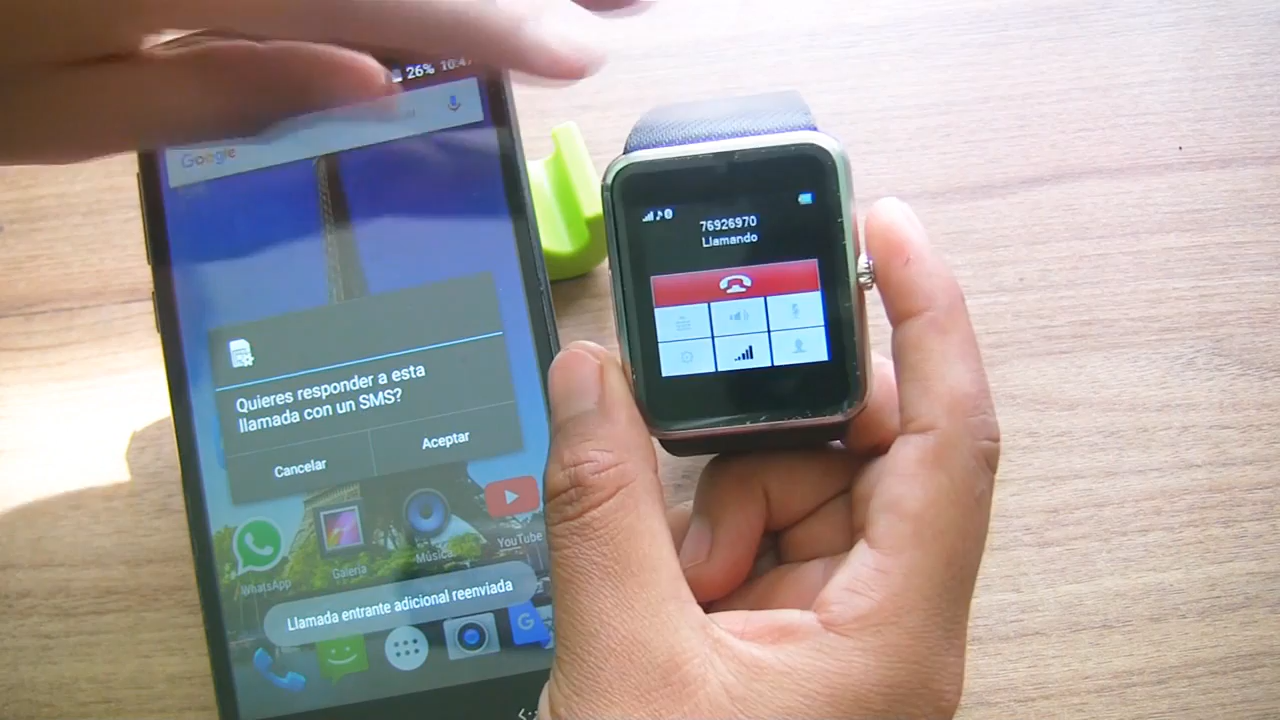 26% 10:47
Google
Quieres responder a esta
llamada con un SMS?
Cancelar
Aceptar
WhatsApp
Galería
Música
YouTube
Llamada entrante adicional reenviada
76926970
Llamando